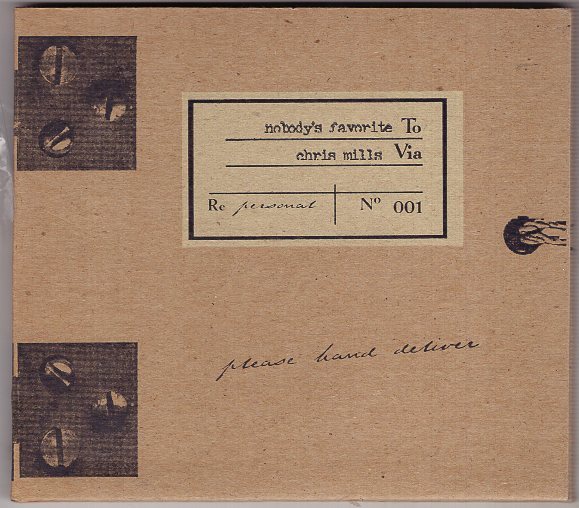 nobody's favorite To
chris mills Via
Re personal Nº 001
please hand deliver